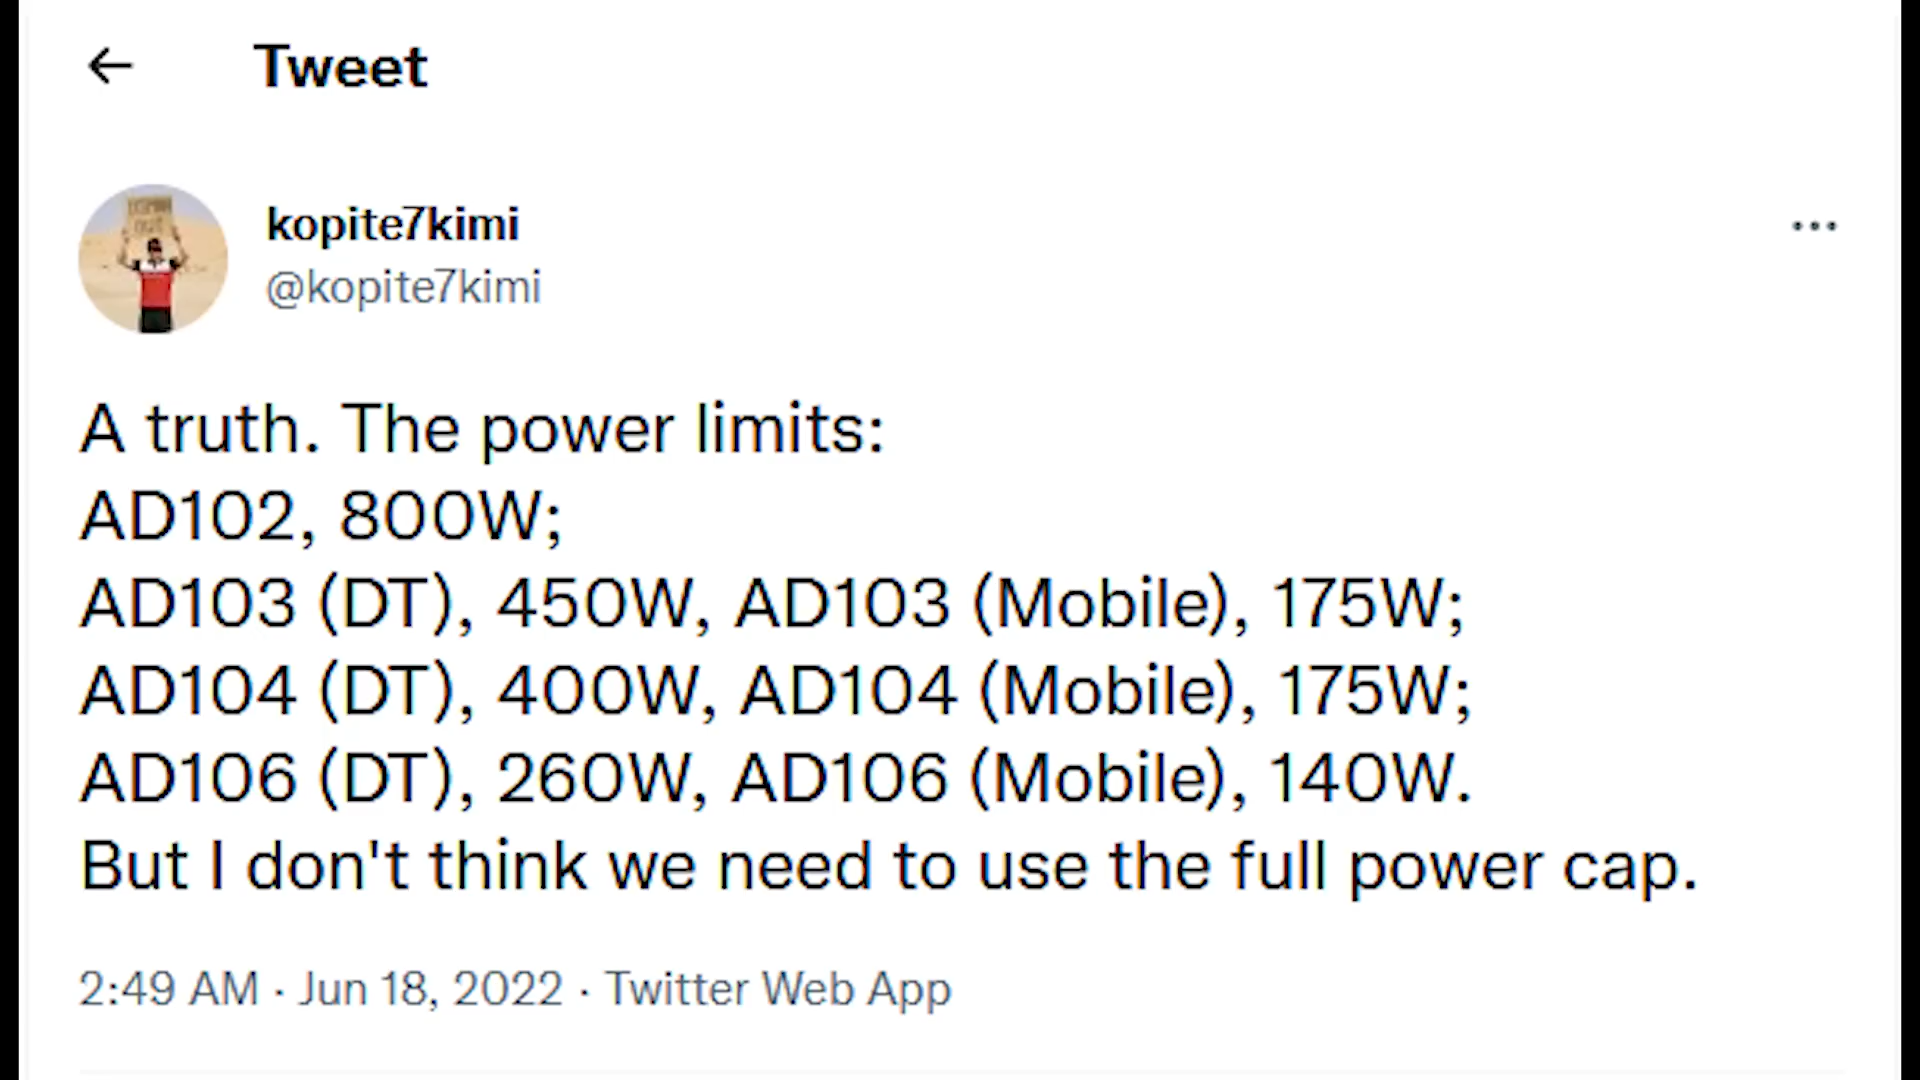 Tweet
kopite7kimi
@kopite7kimi
A truth. The power limits:
AD102, 800W;
AD103 (DT), 450W, AD103 (Mobile), 175W;
AD104 (DT), 400W, AD104 (Mobile), 175W;
AD106 (DT), 260W, AD106 (Mobile), 140W.
But I don't think we need to use the full power cap.
2:49 AM · Jun 18, 2022 · Twitter Web App